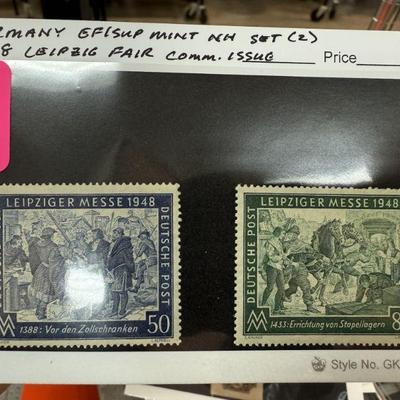 RMANY EF/SUP MINT NH SET (2)
8 LEIPZIG FAIR COMM. ISSUE Price
LEIPZIGER MESSE 1948
DEUTSCHE POST
1388: Vor den Zollschranken
50
LEIPZIGER MESSE 1948
DEUTSCHE POST
1433: Errichtung von Stapellagern
8
Style No. GK